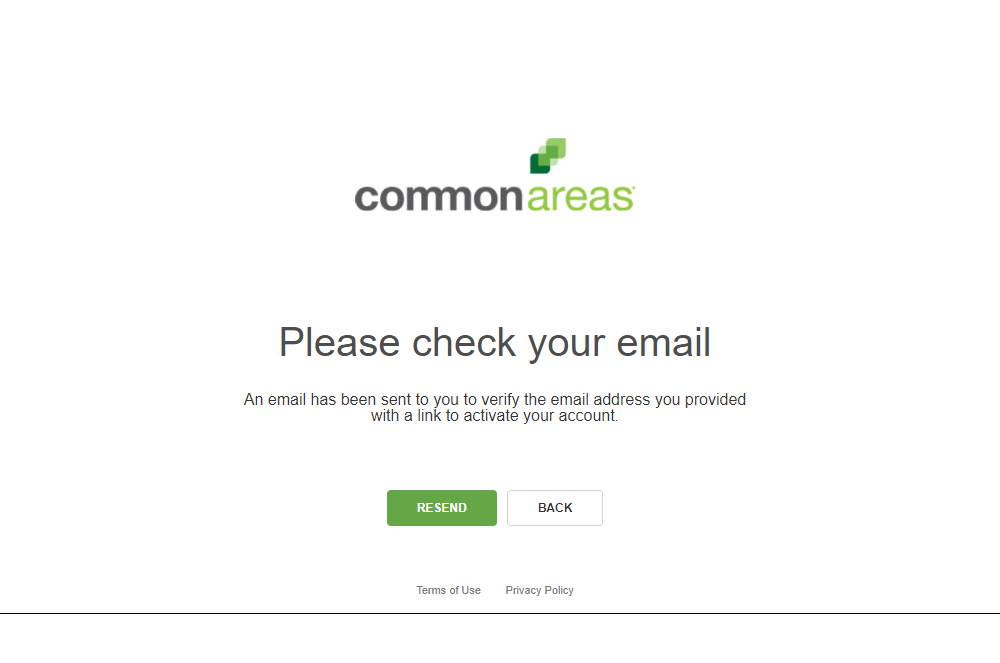 commonareas
Please check your email
An email has been sent to you to verify the email address you provided
with a link to activate your account.
RESEND BACK
Terms of Use Privacy Policy